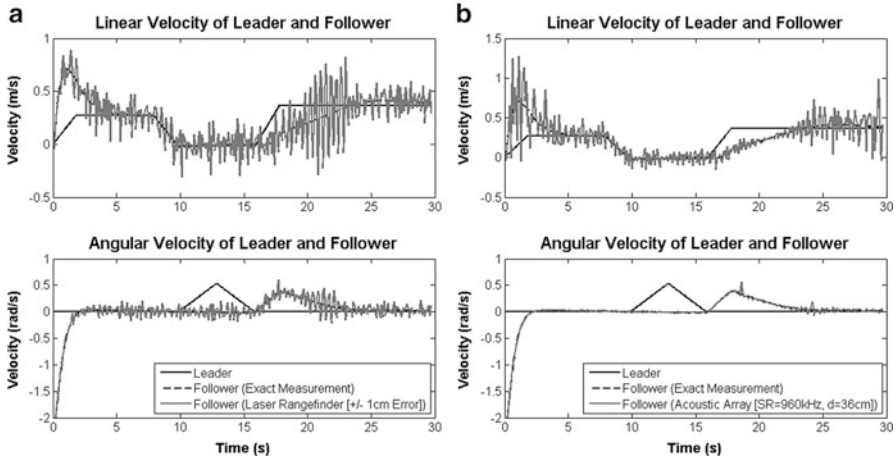 a
Linear Velocity of Leader and Follower
Velocity (m/s)
1
0.5
0
-0.5
0 5 10 15 20 25 30
Angular Velocity of Leader and Follower
Velocity (rad/s)
1
0.5
0
-0.5
-1
-1.5
-2
Leader
Follower (Exact Measurement)
Follower (Laser Rangefinder [+/- 1cm Error])
0 5 10 15 20 25 30
Time (s)
b
Linear Velocity of Leader and Follower
Velocity (m/s)
1.5
1
0.5
0
-0.5
0 5 10 15 20 25 30
Angular Velocity of Leader and Follower
Velocity (rad/s)
1
0.5
0
-0.5
-1
-1.5
-2
Leader
Follower (Exact Measurement)
Follower (Acoustic Array [SR=960kHz, d=36cm])
0 5 10 15 20 25 30
Time (s)